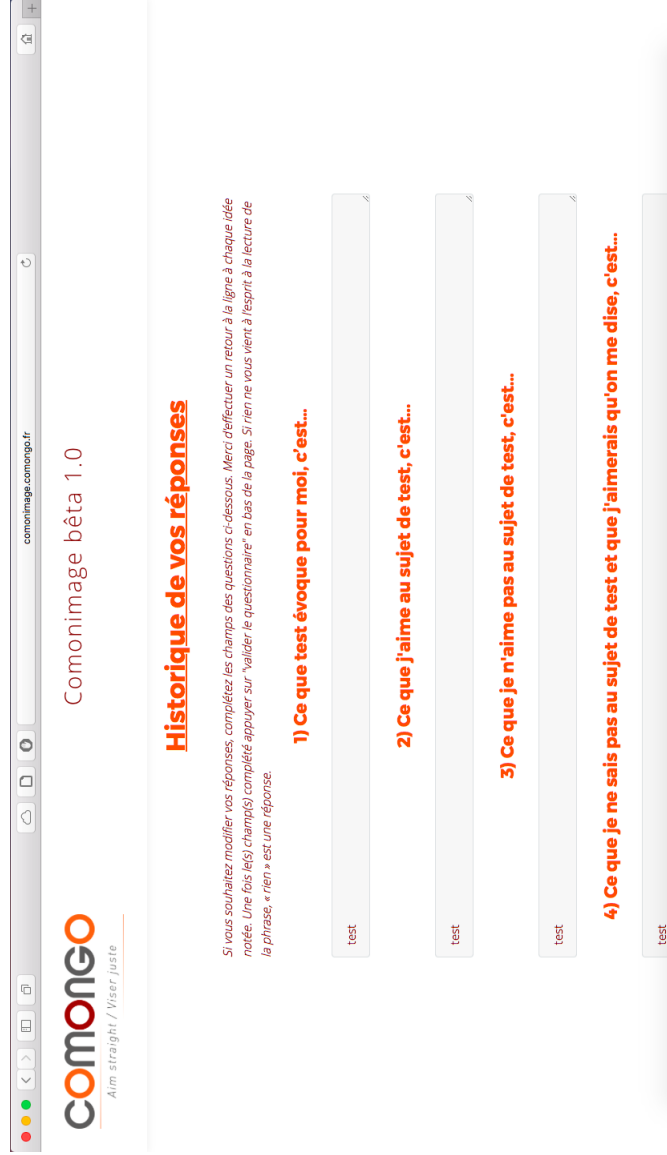 comonimage.comongo.fr
comongo
Aim straight / Viser juste
Comonimage bêta 1.0
Historique de vos réponses
Si vous souhaitez modifier vos réponses, complétez les champs des questions ci-dessous. Merci d'effectuer un retour à la ligne à chaque idée
notée. Une fois le(s) champ(s) complété appuyer sur "valider le questionnaire" en bas de la page. Si rien ne vous vient à l'esprit à la lecture de
la phrase, « rien » est une réponse.
1) Ce que test évoque pour moi, c'est...
test
2) Ce que j'aime au sujet de test, c'est...
test
3) Ce que je n'aime pas au sujet de test, c'est...
test
4) Ce que je ne sais pas au sujet de test et que j'aimerais qu'on me dise, c'est...
test